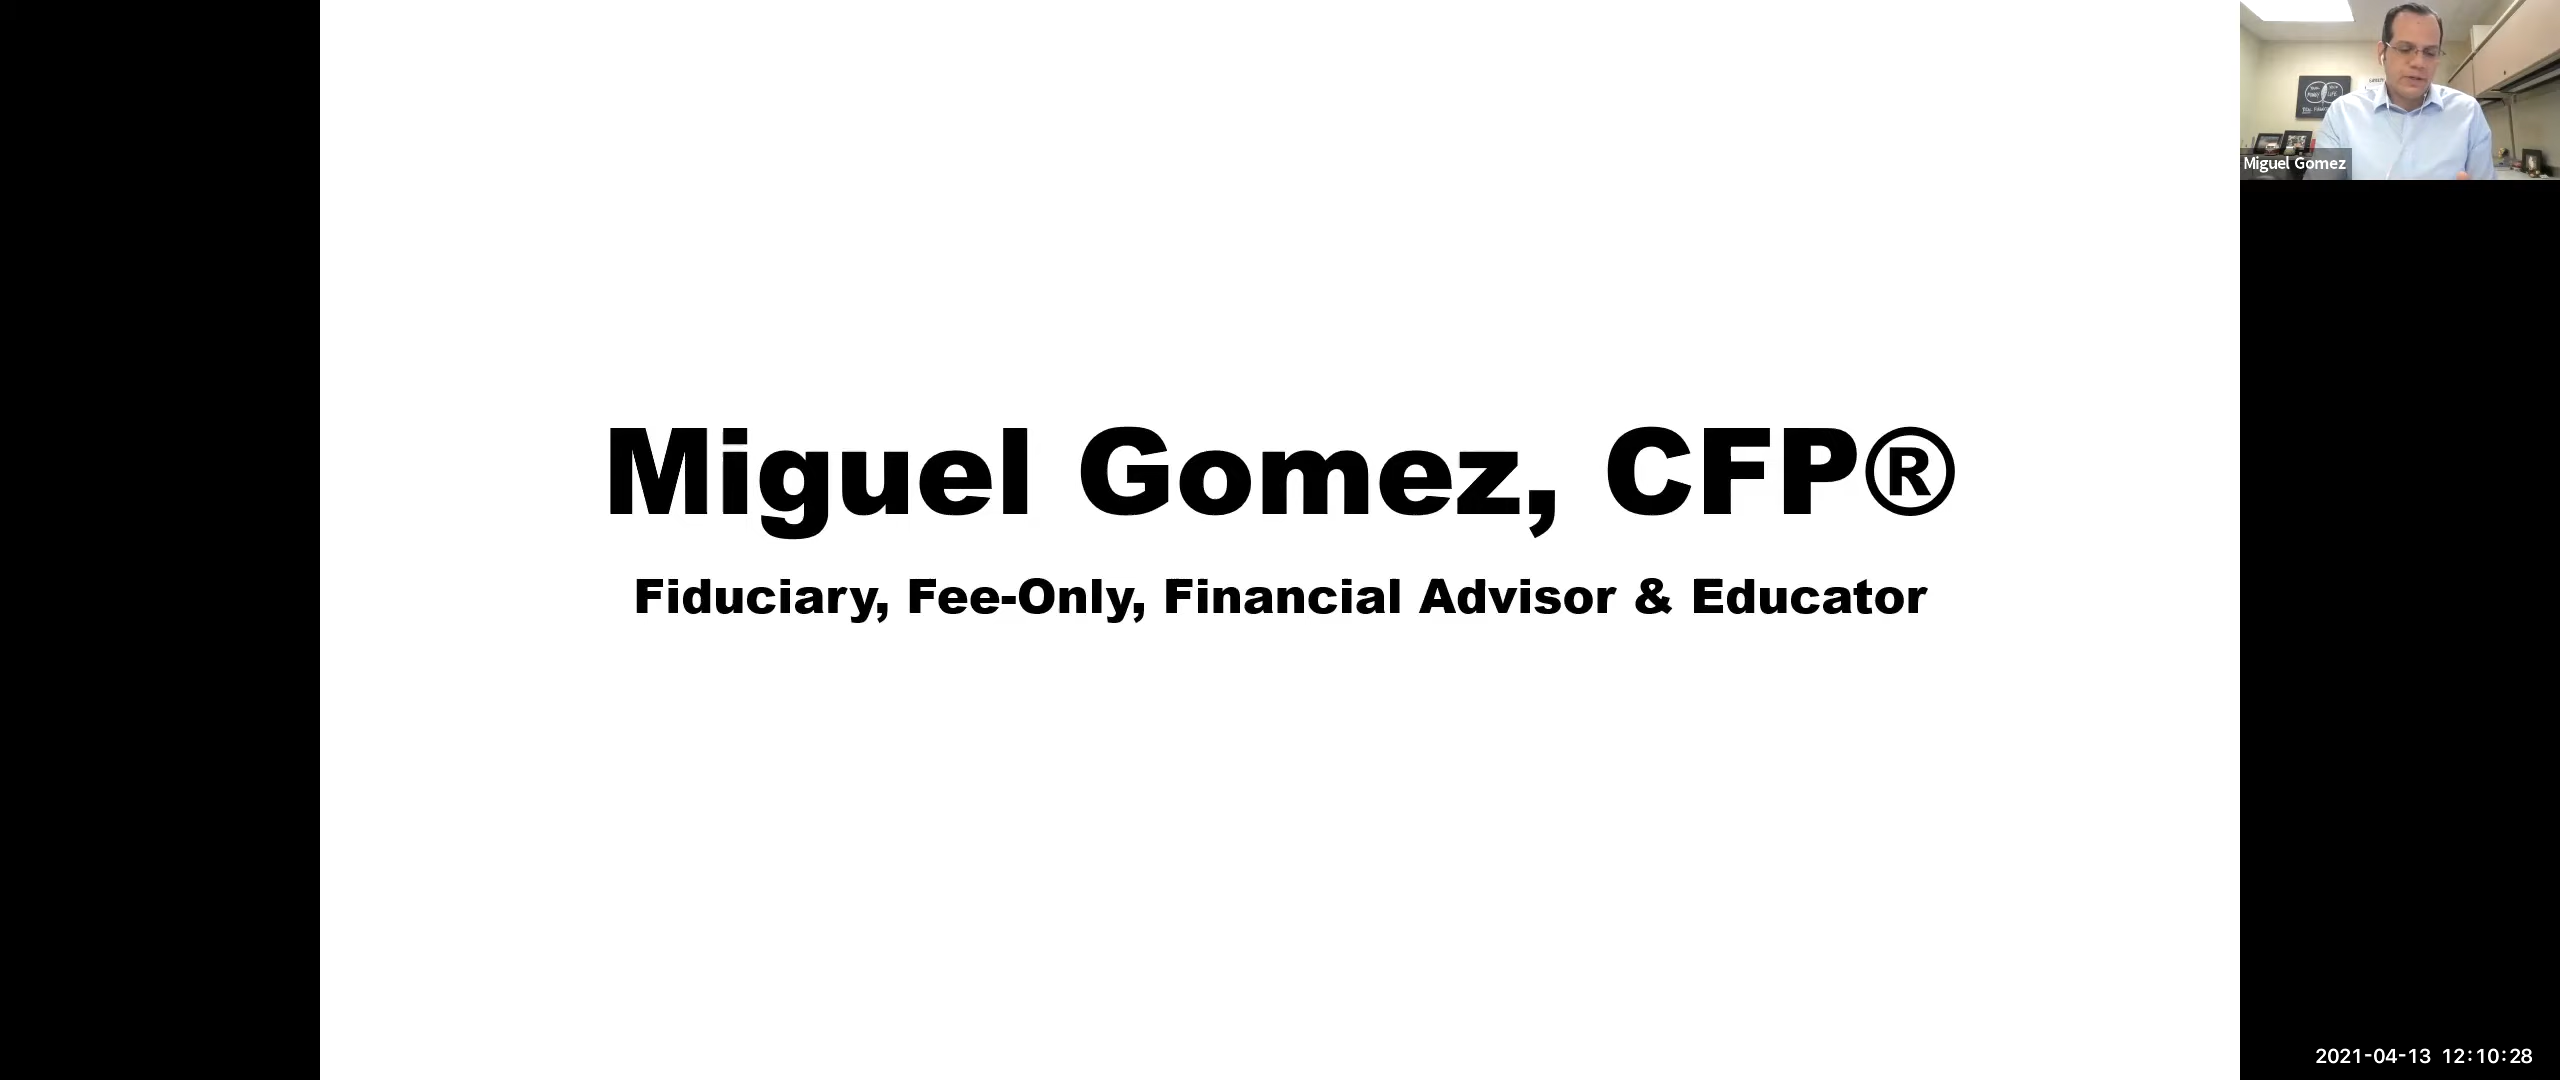 Miguel Gomez, CFP®
Fiduciary, Fee-Only, Financial Advisor & Educator
Miguel Gomez
2021-04-13 12:10:28